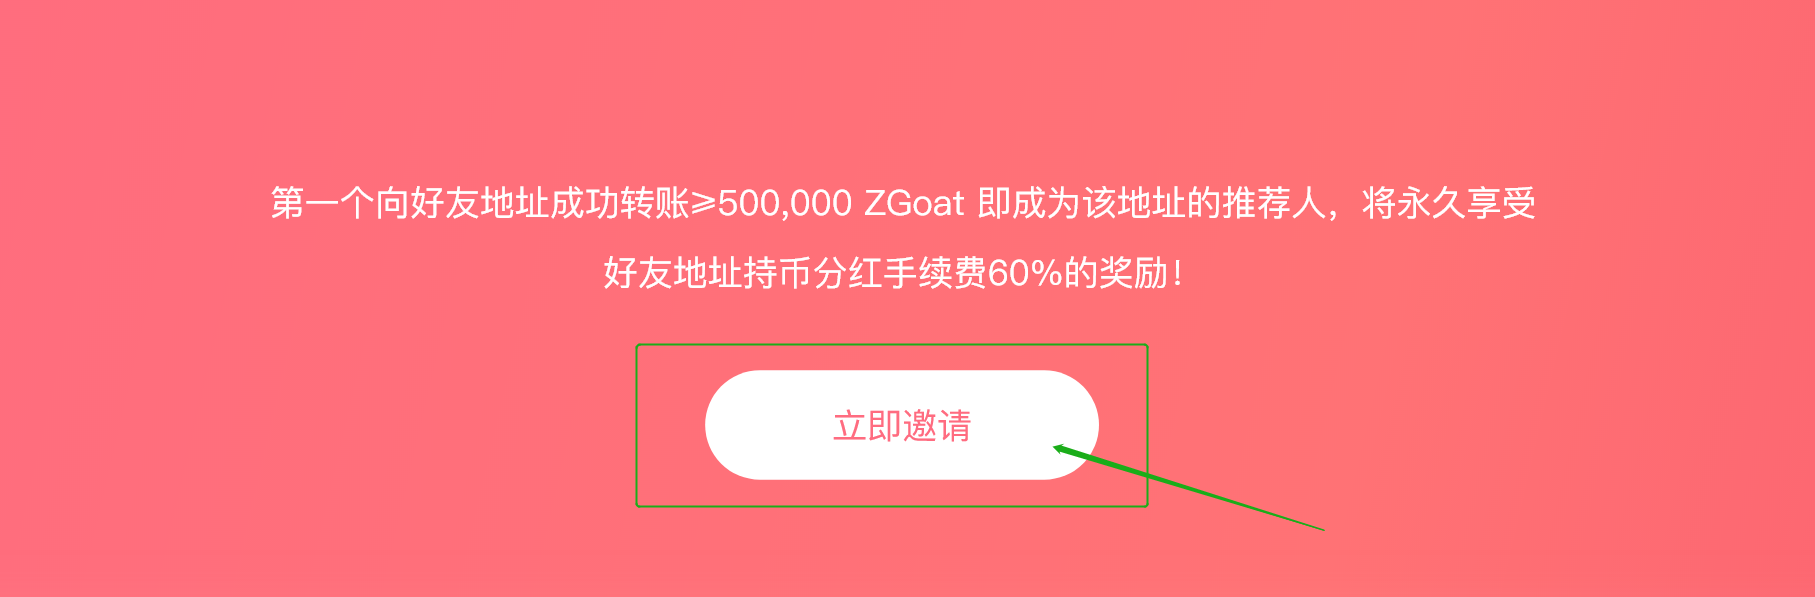 第一个向好友地址成功转账≥500,000 ZGoat 即成为该地址的推荐人，将永久享受
好友地址持币分红手续费60%的奖励！
立即邀请